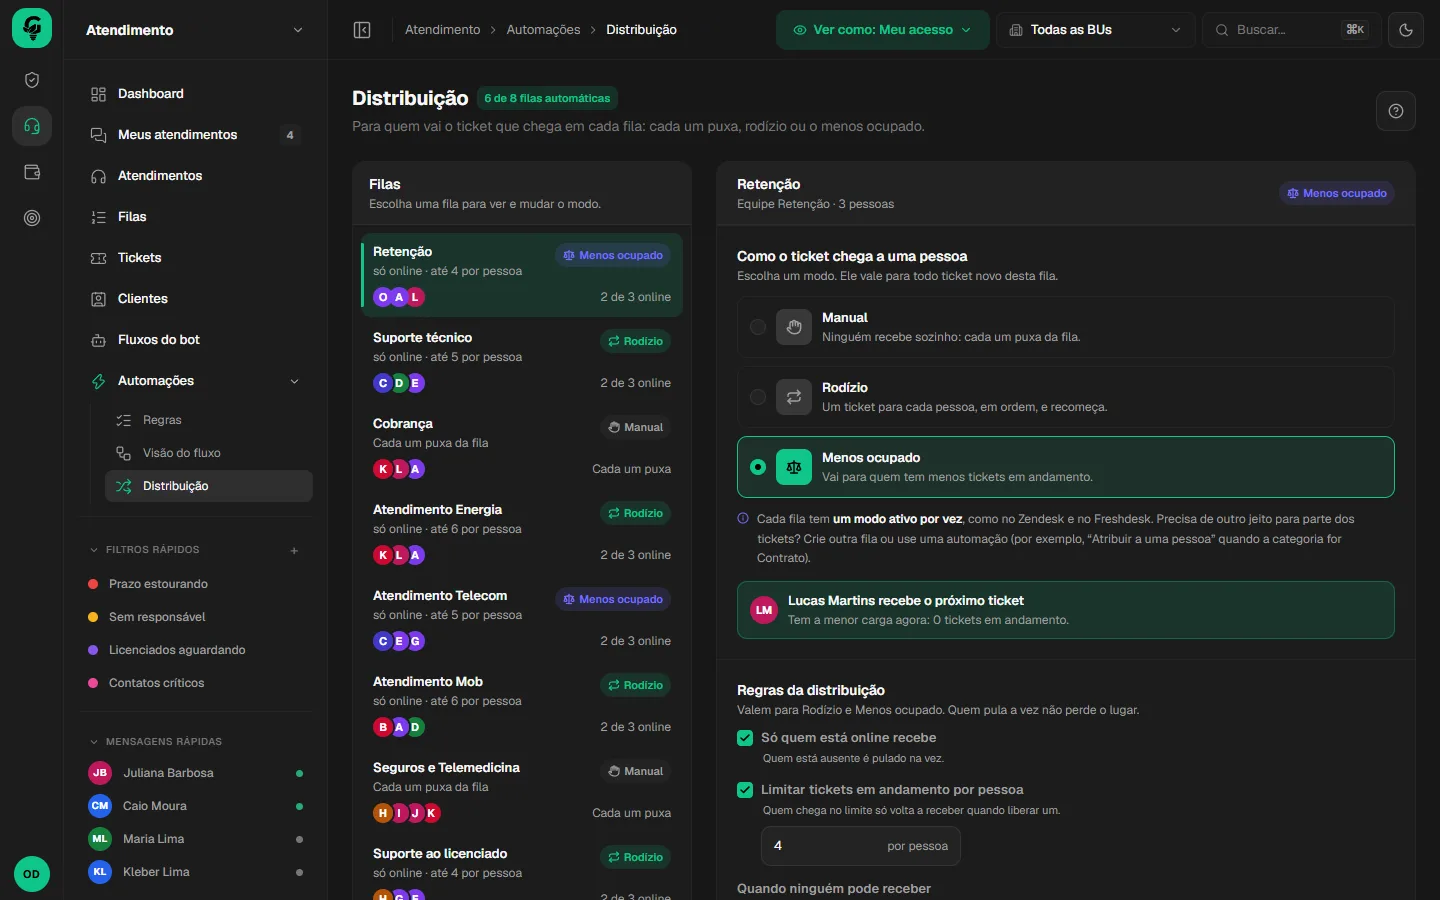 Atendimento
Atendimento
Automações
Distribuição
Ver como: Meu acesso
Todas as BUs
Buscar...
⌘K
Dashboard
Meus atendimentos
4
Atendimentos
Filas
Tickets
Clientes
Fluxos do bot
Automações
Regras
Visão do fluxo
Distribuição
FILTROS RÁPIDOS
Prazo estourando
Sem responsável
Licenciados aguardando
Contatos críticos
MENSAGENS RÁPIDAS
JB Juliana Barbosa
CM Caio Moura
ML Maria Lima
KL Kleber Lima
OD
Distribuição
6 de 8 filas automáticas
Para quem vai o ticket que chega em cada fila: cada um puxa, rodízio ou o menos ocupado.
Filas
Escolha uma fila para ver e mudar o modo.
Retenção
Menos ocupado
só online · até 4 por pessoa
O A L
2 de 3 online
Suporte técnico
Rodízio
só online · até 5 por pessoa
C D E
2 de 3 online
Cobrança
Manual
Cada um puxa da fila
K L A
Cada um puxa
Atendimento Energia
Rodízio
só online · até 6 por pessoa
K L A
2 de 3 online
Atendimento Telecom
Menos ocupado
só online · até 5 por pessoa
C E G
2 de 3 online
Atendimento Mob
Rodízio
só online · até 6 por pessoa
B A D
2 de 3 online
Seguros e Telemedicina
Manual
Cada um puxa da fila
H I J K
Cada um puxa
Suporte ao licenciado
Rodízio
só online · até 4 por pessoa
2 de 3 online
Retenção
Equipe Retenção · 3 pessoas
Menos ocupado
Como o ticket chega a uma pessoa
Escolha um modo. Ele vale para todo ticket novo desta fila.
Manual
Ninguém recebe sozinho: cada um puxa da fila.
Rodízio
Um ticket para cada pessoa, em ordem, e recomeça.
Menos ocupado
Vai para quem tem menos tickets em andamento.
Cada fila tem um modo ativo por vez, como no Zendesk e no Freshdesk. Precisa de outro jeito para parte dos
tickets? Crie outra fila ou use uma automação (por exemplo, “Atribuir a uma pessoa” quando a categoria for
Contrato).
LM
Lucas Martins recebe o próximo ticket
Tem a menor carga agora: 0 tickets em andamento.
Regras da distribuição
Valem para Rodízio e Menos ocupado. Quem pula a vez não perde o lugar.
Só quem está online recebe
Quem está ausente é pulado na vez.
Limitar tickets em andamento por pessoa
Quem chega no limite só volta a receber quando liberar um.
4
por pessoa
Quando ninguém pode receber